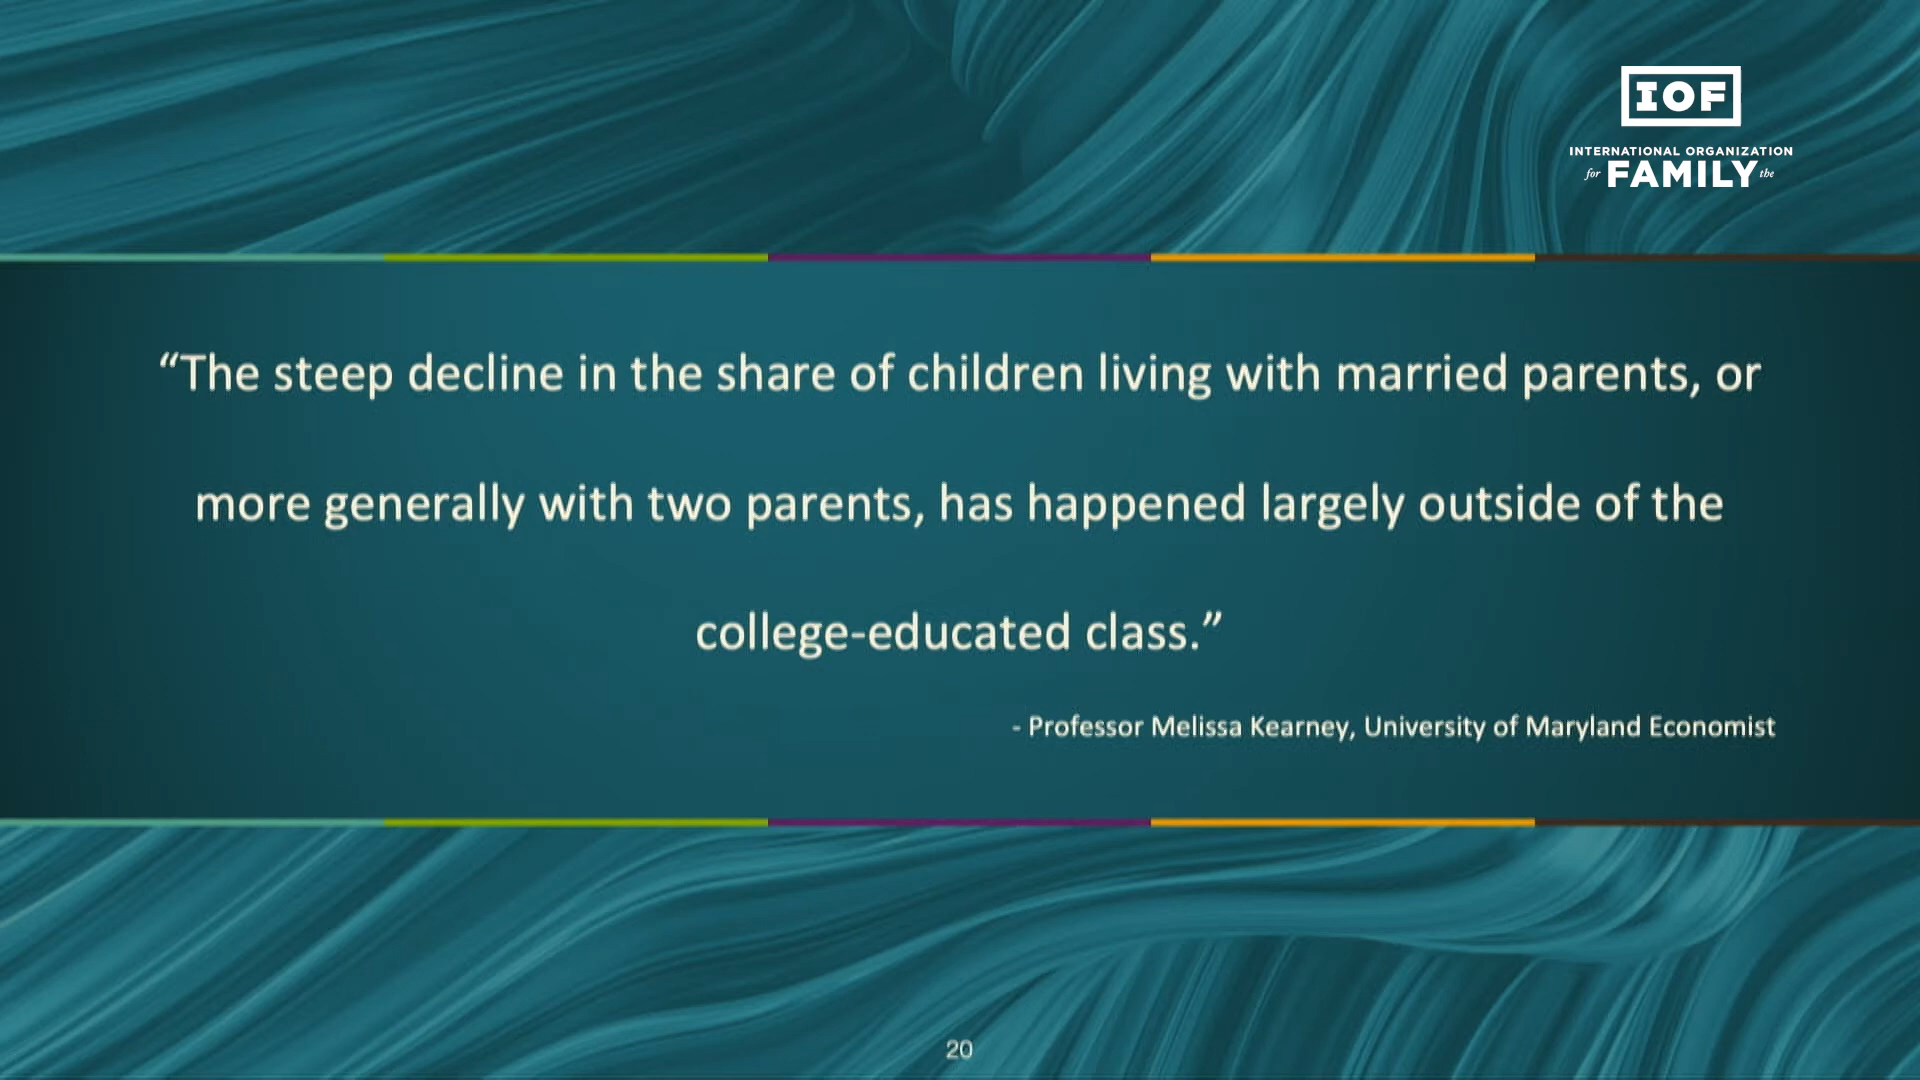 IOF
INTERNATIONAL ORGANIZATION
for FAMILY the
“The steep decline in the share of children living with married parents, or
more generally with two parents, has happened largely outside of the
college-educated class.”
- Professor Melissa Kearney, University of Maryland Economist
20